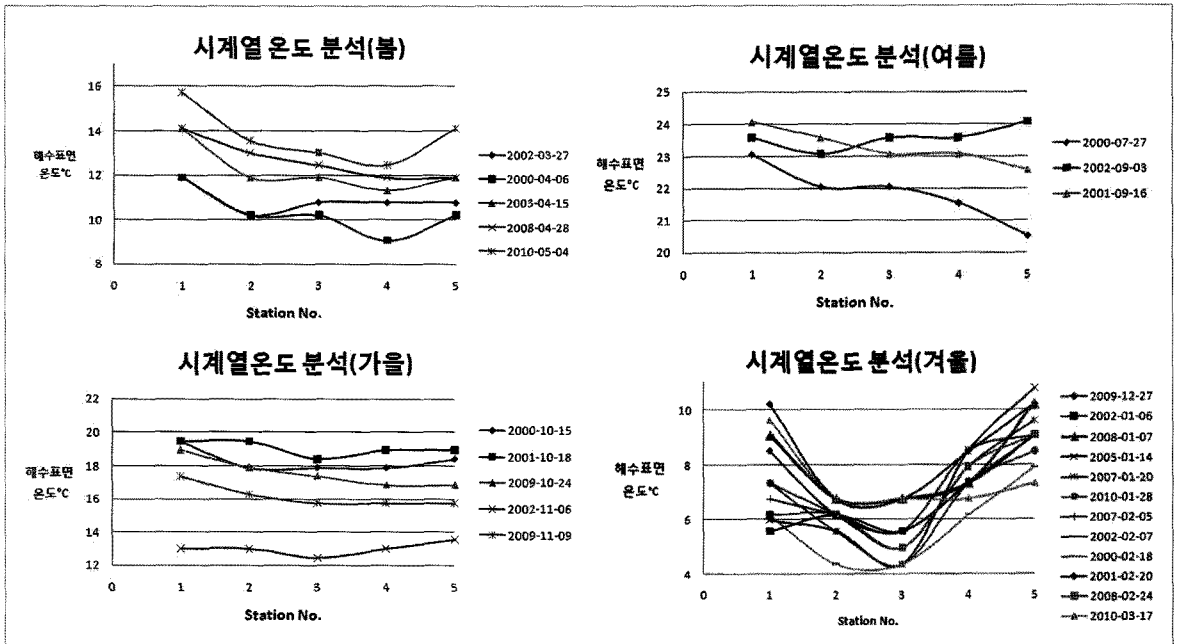 시계열 온도 분석(봄)
16
14
12
10
8
해수표면
온도°C
0 1 2 3 4 5
Station No.
2002-03-27
2000-04-06
2003-04-15
2008-04-28
2010-05-04
시계열온도 분석(여름)
25
24
23
22
21
20
해수표면
온도°C
0 1 2 3 4 5
Station No.
2000-07-27
2002-09-03
2001-09-16
시계열온도 분석(가을)
22
20
18
16
14
12
해수표면
온도°C
0 1 2 3 4 5
Station No.
2000-10-15
2001-10-18
2009-10-24
2002-11-06
2009-11-09
시계열온도 분석(겨울)
10
8
6
4
해수표면
온도°C
0 1 2 3 4 5
Station No.
2009-12-27
2002-01-06
2008-01-07
2005-01-14
2007-01-20
2010-01-28
2007-02-05
2002-02-07
2000-02-18
2001-02-20
2008-02-24
2010-03-17